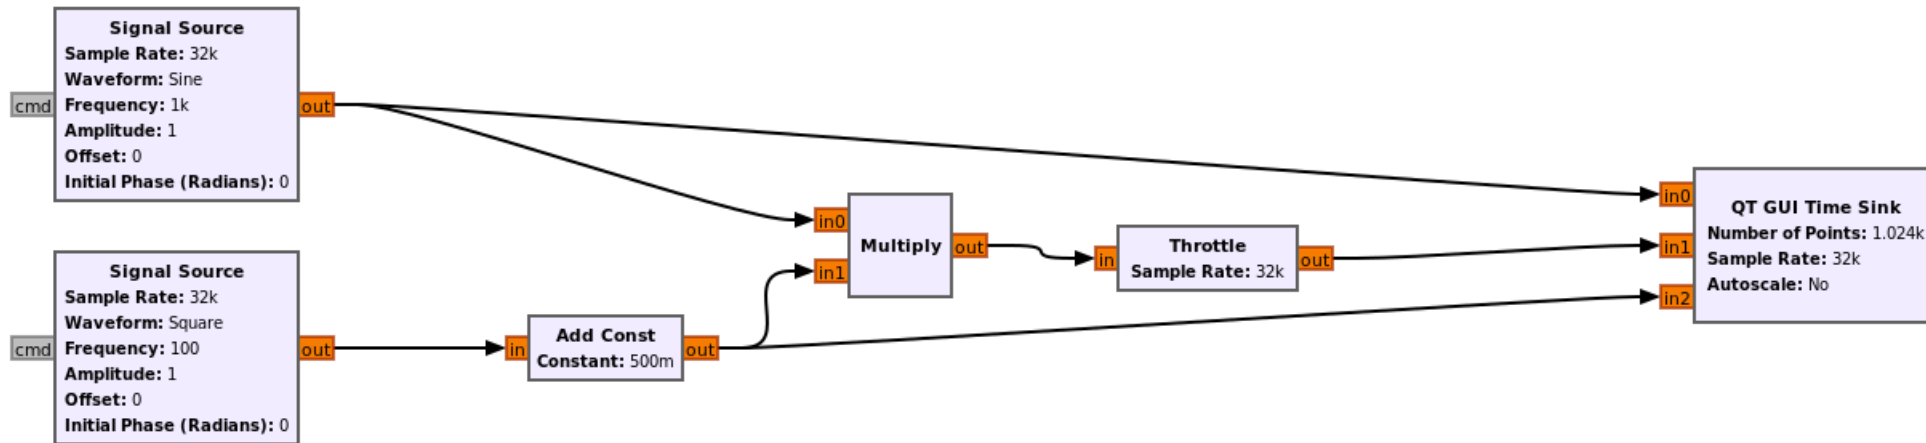 Signal Source
Sample Rate: 32k
Waveform: Sine
Frequency: 1k
Amplitude: 1
Offset: 0
Initial Phase (Radians): 0
cmd
out
Signal Source
Sample Rate: 32k
Waveform: Square
Frequency: 100
Amplitude: 1
Offset: 0
Initial Phase (Radians): 0
cmd
out
in
Add Const
Constant: 500m
out
in0
in1
Multiply
out
in
Throttle
Sample Rate: 32k
out
in0
in1
in2
QT GUI Time Sink
Number of Points: 1.024k
Sample Rate: 32k
Autoscale: No